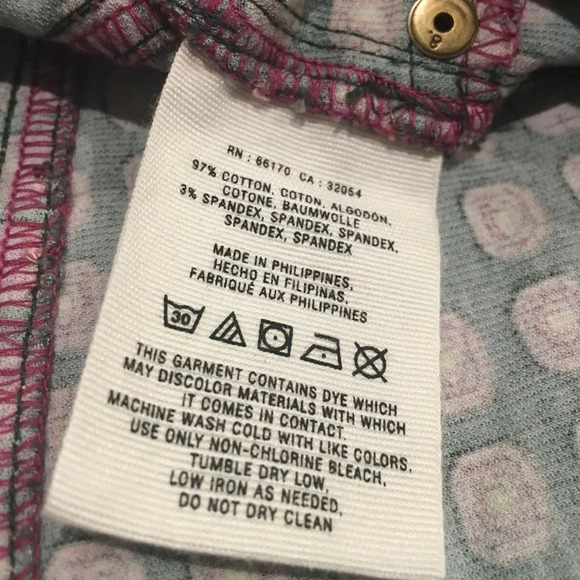 8
RN : 66170 CA : 32054
97% COTTON, COTON, ALGODÓN,
COTONE, BAUMWOLLE
3% SPANDEX, SPANDEX, SPANDEX,
SPANDEX, SPANDEX
MADE IN PHILIPPINES,
HECHO EN FILIPINAS,
FABRIQUÉ AUX PHILIPPINES
30
THIS GARMENT CONTAINS DYE WHICH
MAY DISCOLOR MATERIALS WITH WHICH
IT COMES IN CONTACT.
MACHINE WASH COLD WITH LIKE COLORS.
USE ONLY NON-CHLORINE BLEACH,
TUMBLE DRY LOW,
LOW IRON AS NEEDED,
DO NOT DRY CLEAN